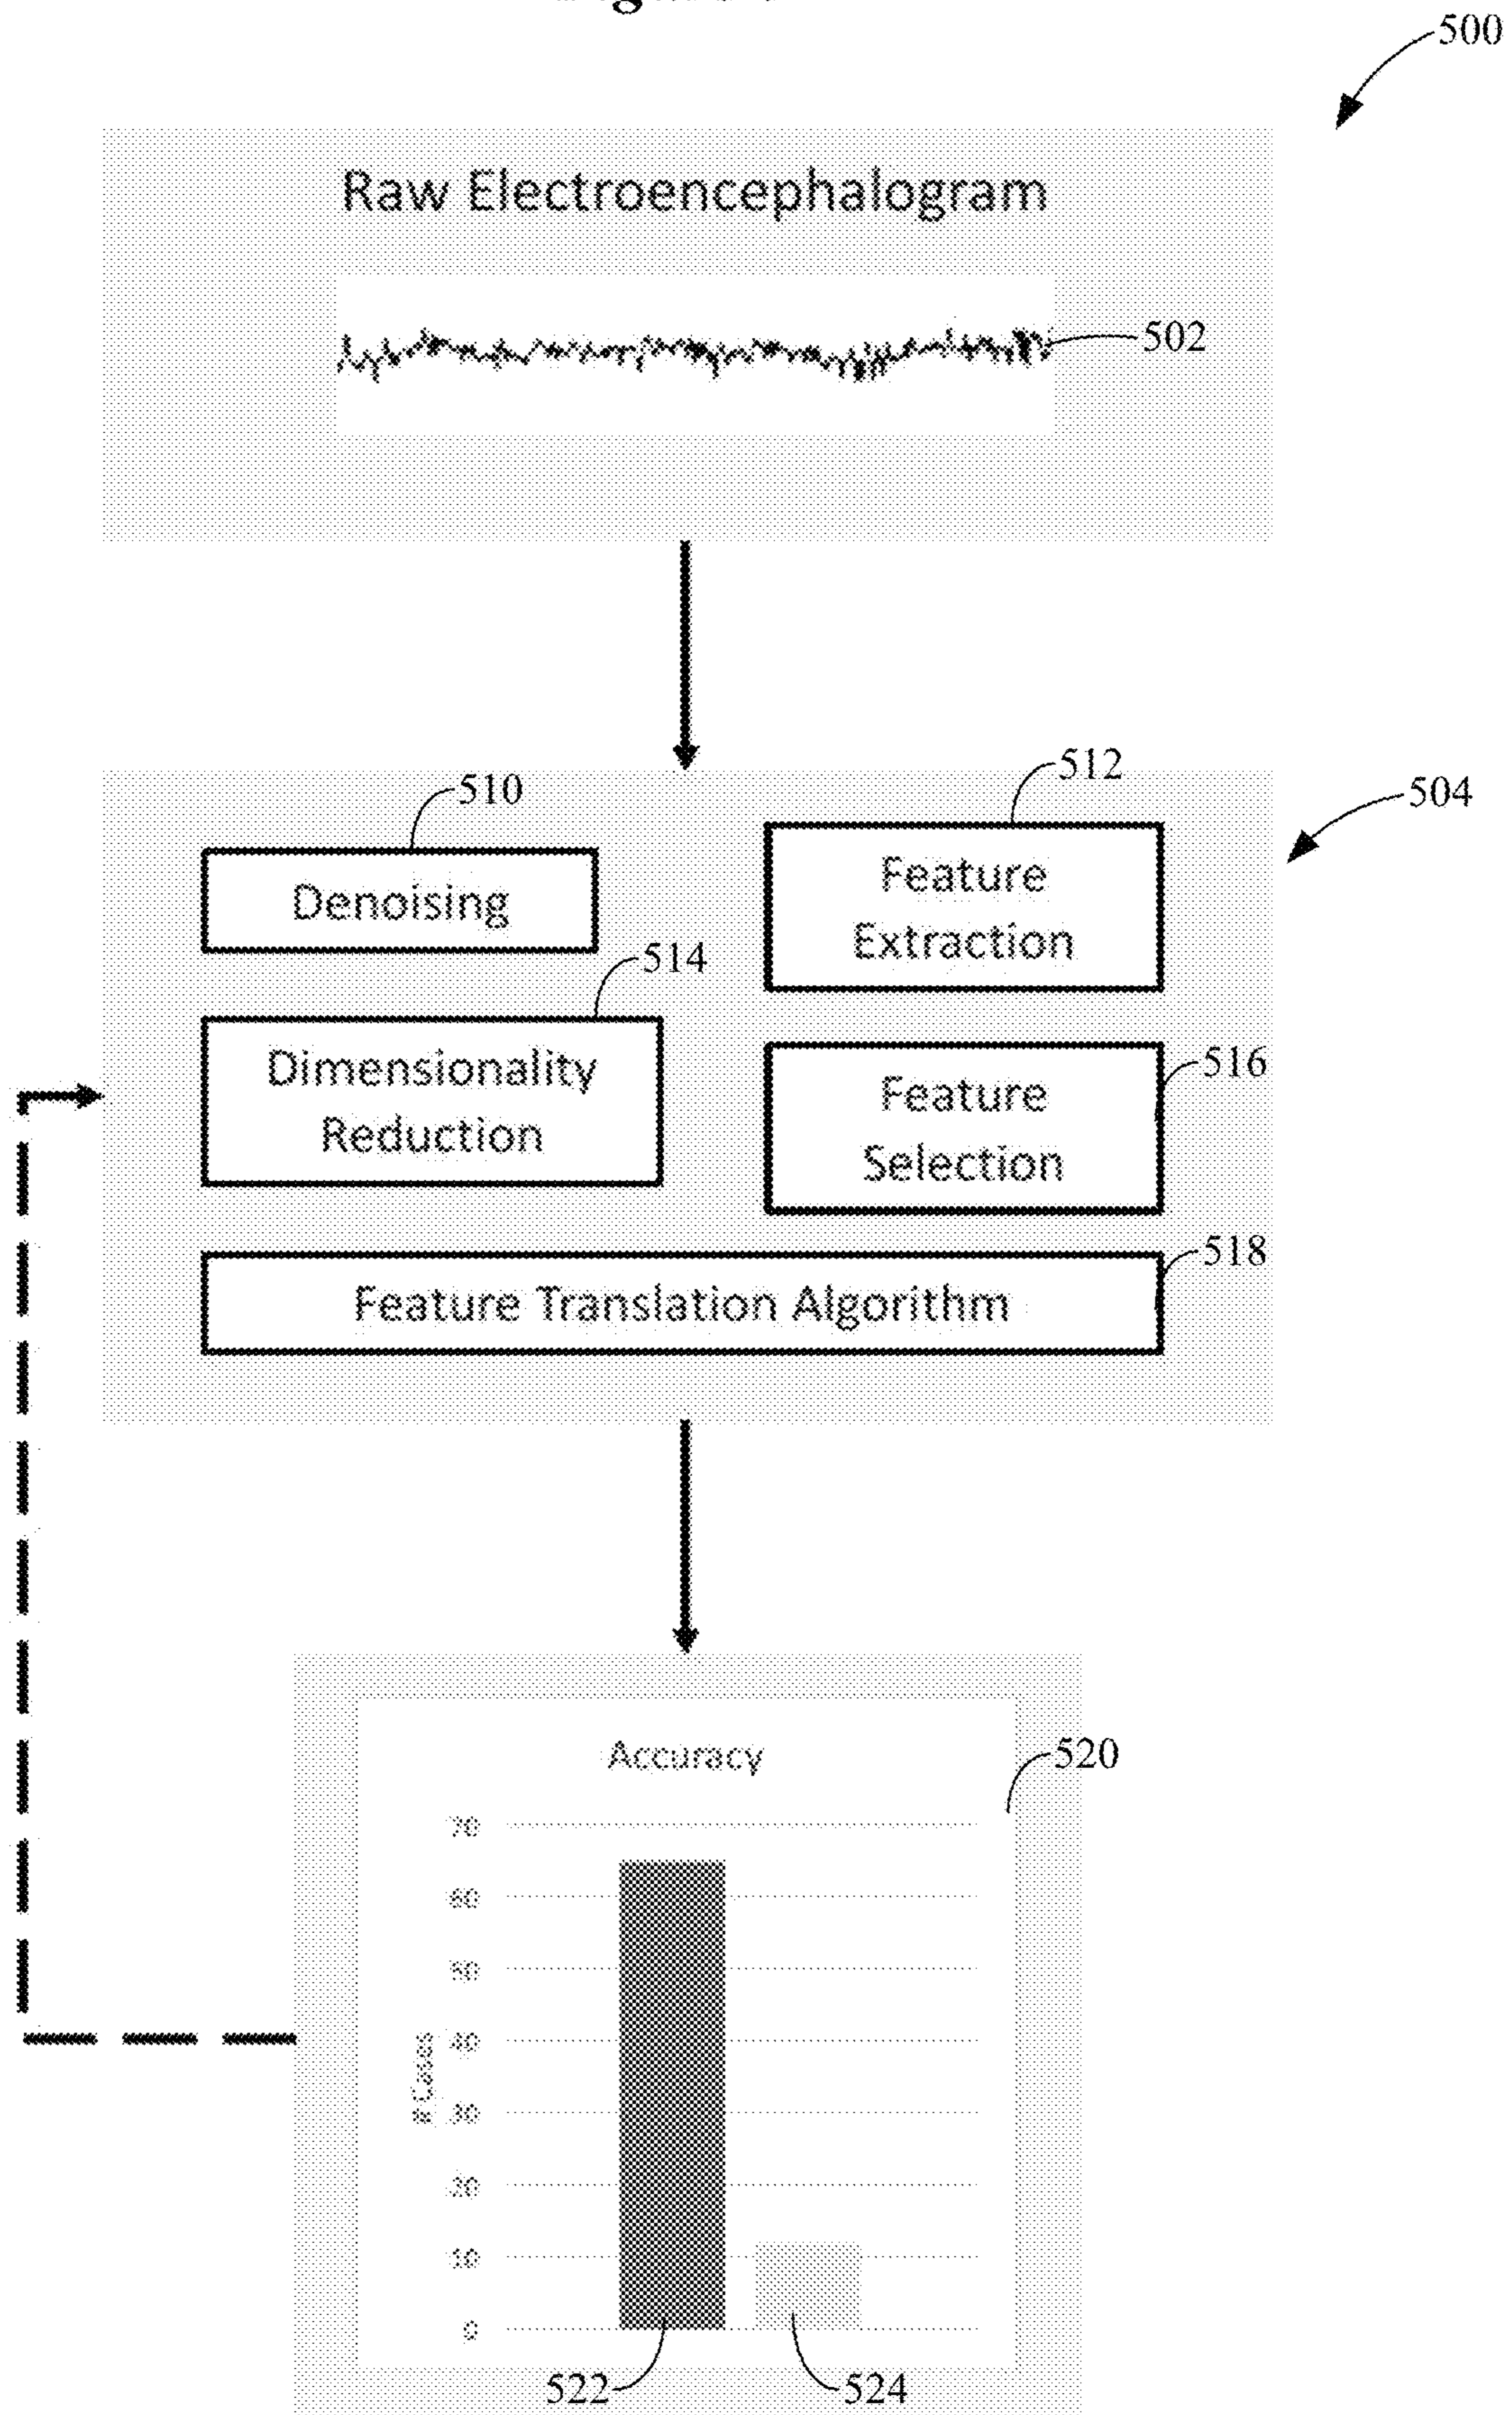 500
Raw Electroencephalogram
502
504
510
512
Denoising
Feature
Extraction
514
Dimensionality
Reduction
516
Feature
Selection
518
Feature Translation Algorithm
520
Accuracy
70
60
50
40
30
20
10
0
# Cases
522
524